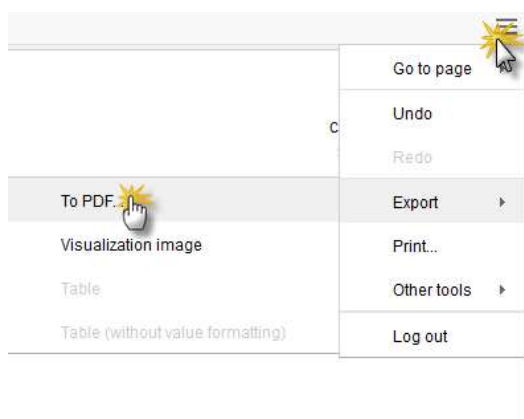 Go to page
Undo
Redo
Export
Print...
Other tools
Log out
To PDF...
Visualization image
Table
Table (without value formatting)